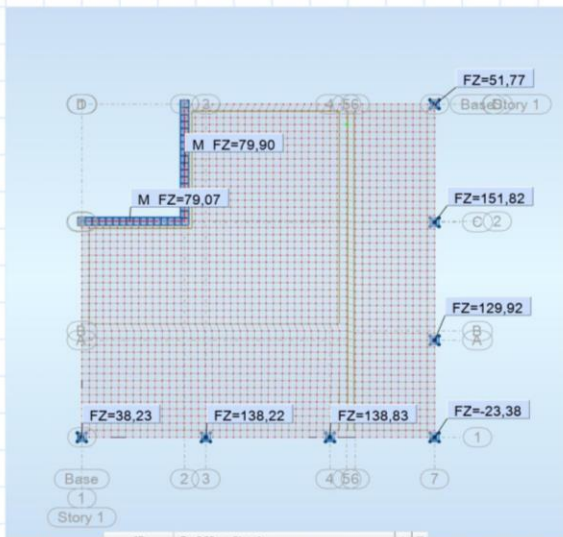 FZ=51,77
D 2 3 4 5 6 Base Story 1
M FZ=79,90
M FZ=79,07
FZ=151,82
C 2
FZ=129,92
B B
A A
FZ=38,23 FZ=138,22 FZ=138,83 FZ=-23,38
1
Base 2 3 4 5 6 7
1
Story 1